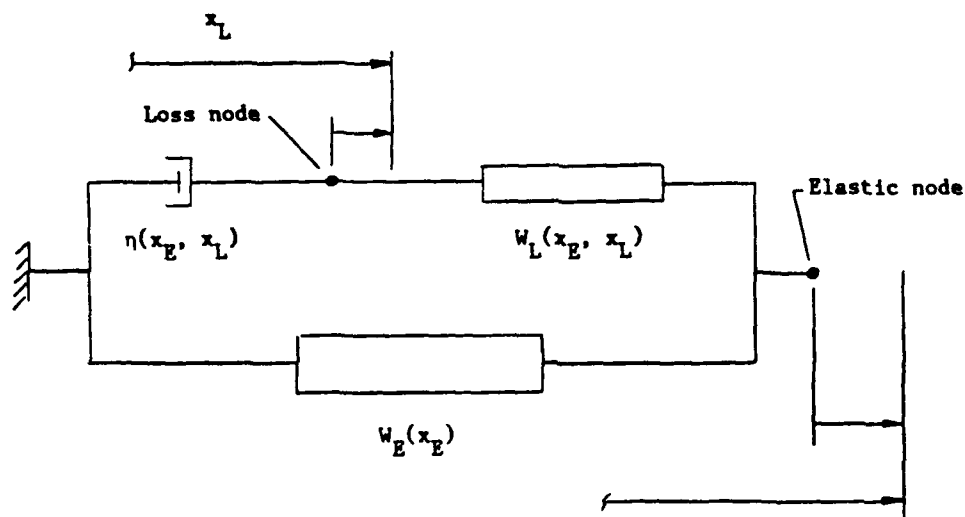 x_L
Loss node
Elastic node
η(x_E, x_L)
W_L(x_E, x_L)
W_E(x_E)